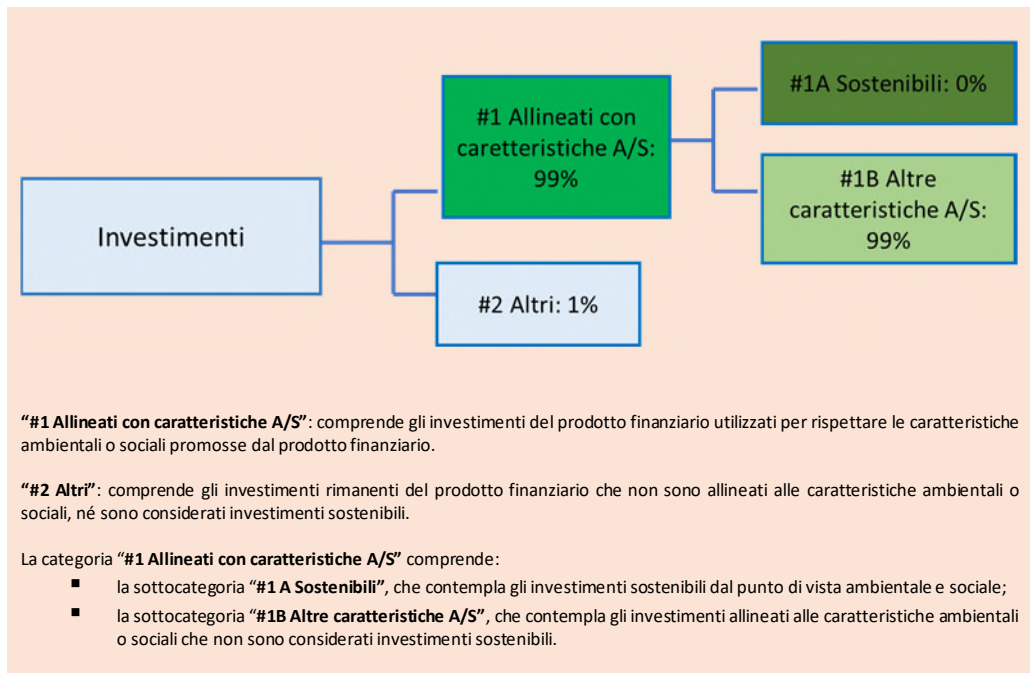 #1A Sostenibili: 0%
#1 Allineati con
caretteristiche A/S:
99%
#1B Altre
caratteristiche A/S:
99%
Investimenti
#2 Altri: 1%
“#1 Allineati con caratteristiche A/S”: comprende gli investimenti del prodotto finanziario utilizzati per rispettare le caratteristiche
ambientali o sociali promosse dal prodotto finanziario.
“#2 Altri”: comprende gli investimenti rimanenti del prodotto finanziario che non sono allineati alle caratteristiche ambientali o
sociali, né sono considerati investimenti sostenibili.
La categoria “#1 Allineati con caratteristiche A/S” comprende:
▪ la sottocategoria “#1 A Sostenibili”, che contempla gli investimenti sostenibili dal punto di vista ambientale e sociale;
▪ la sottocategoria “#1B Altre caratteristiche A/S”, che contempla gli investimenti allineati alle caratteristiche ambientali
o sociali che non sono considerati investimenti sostenibili.